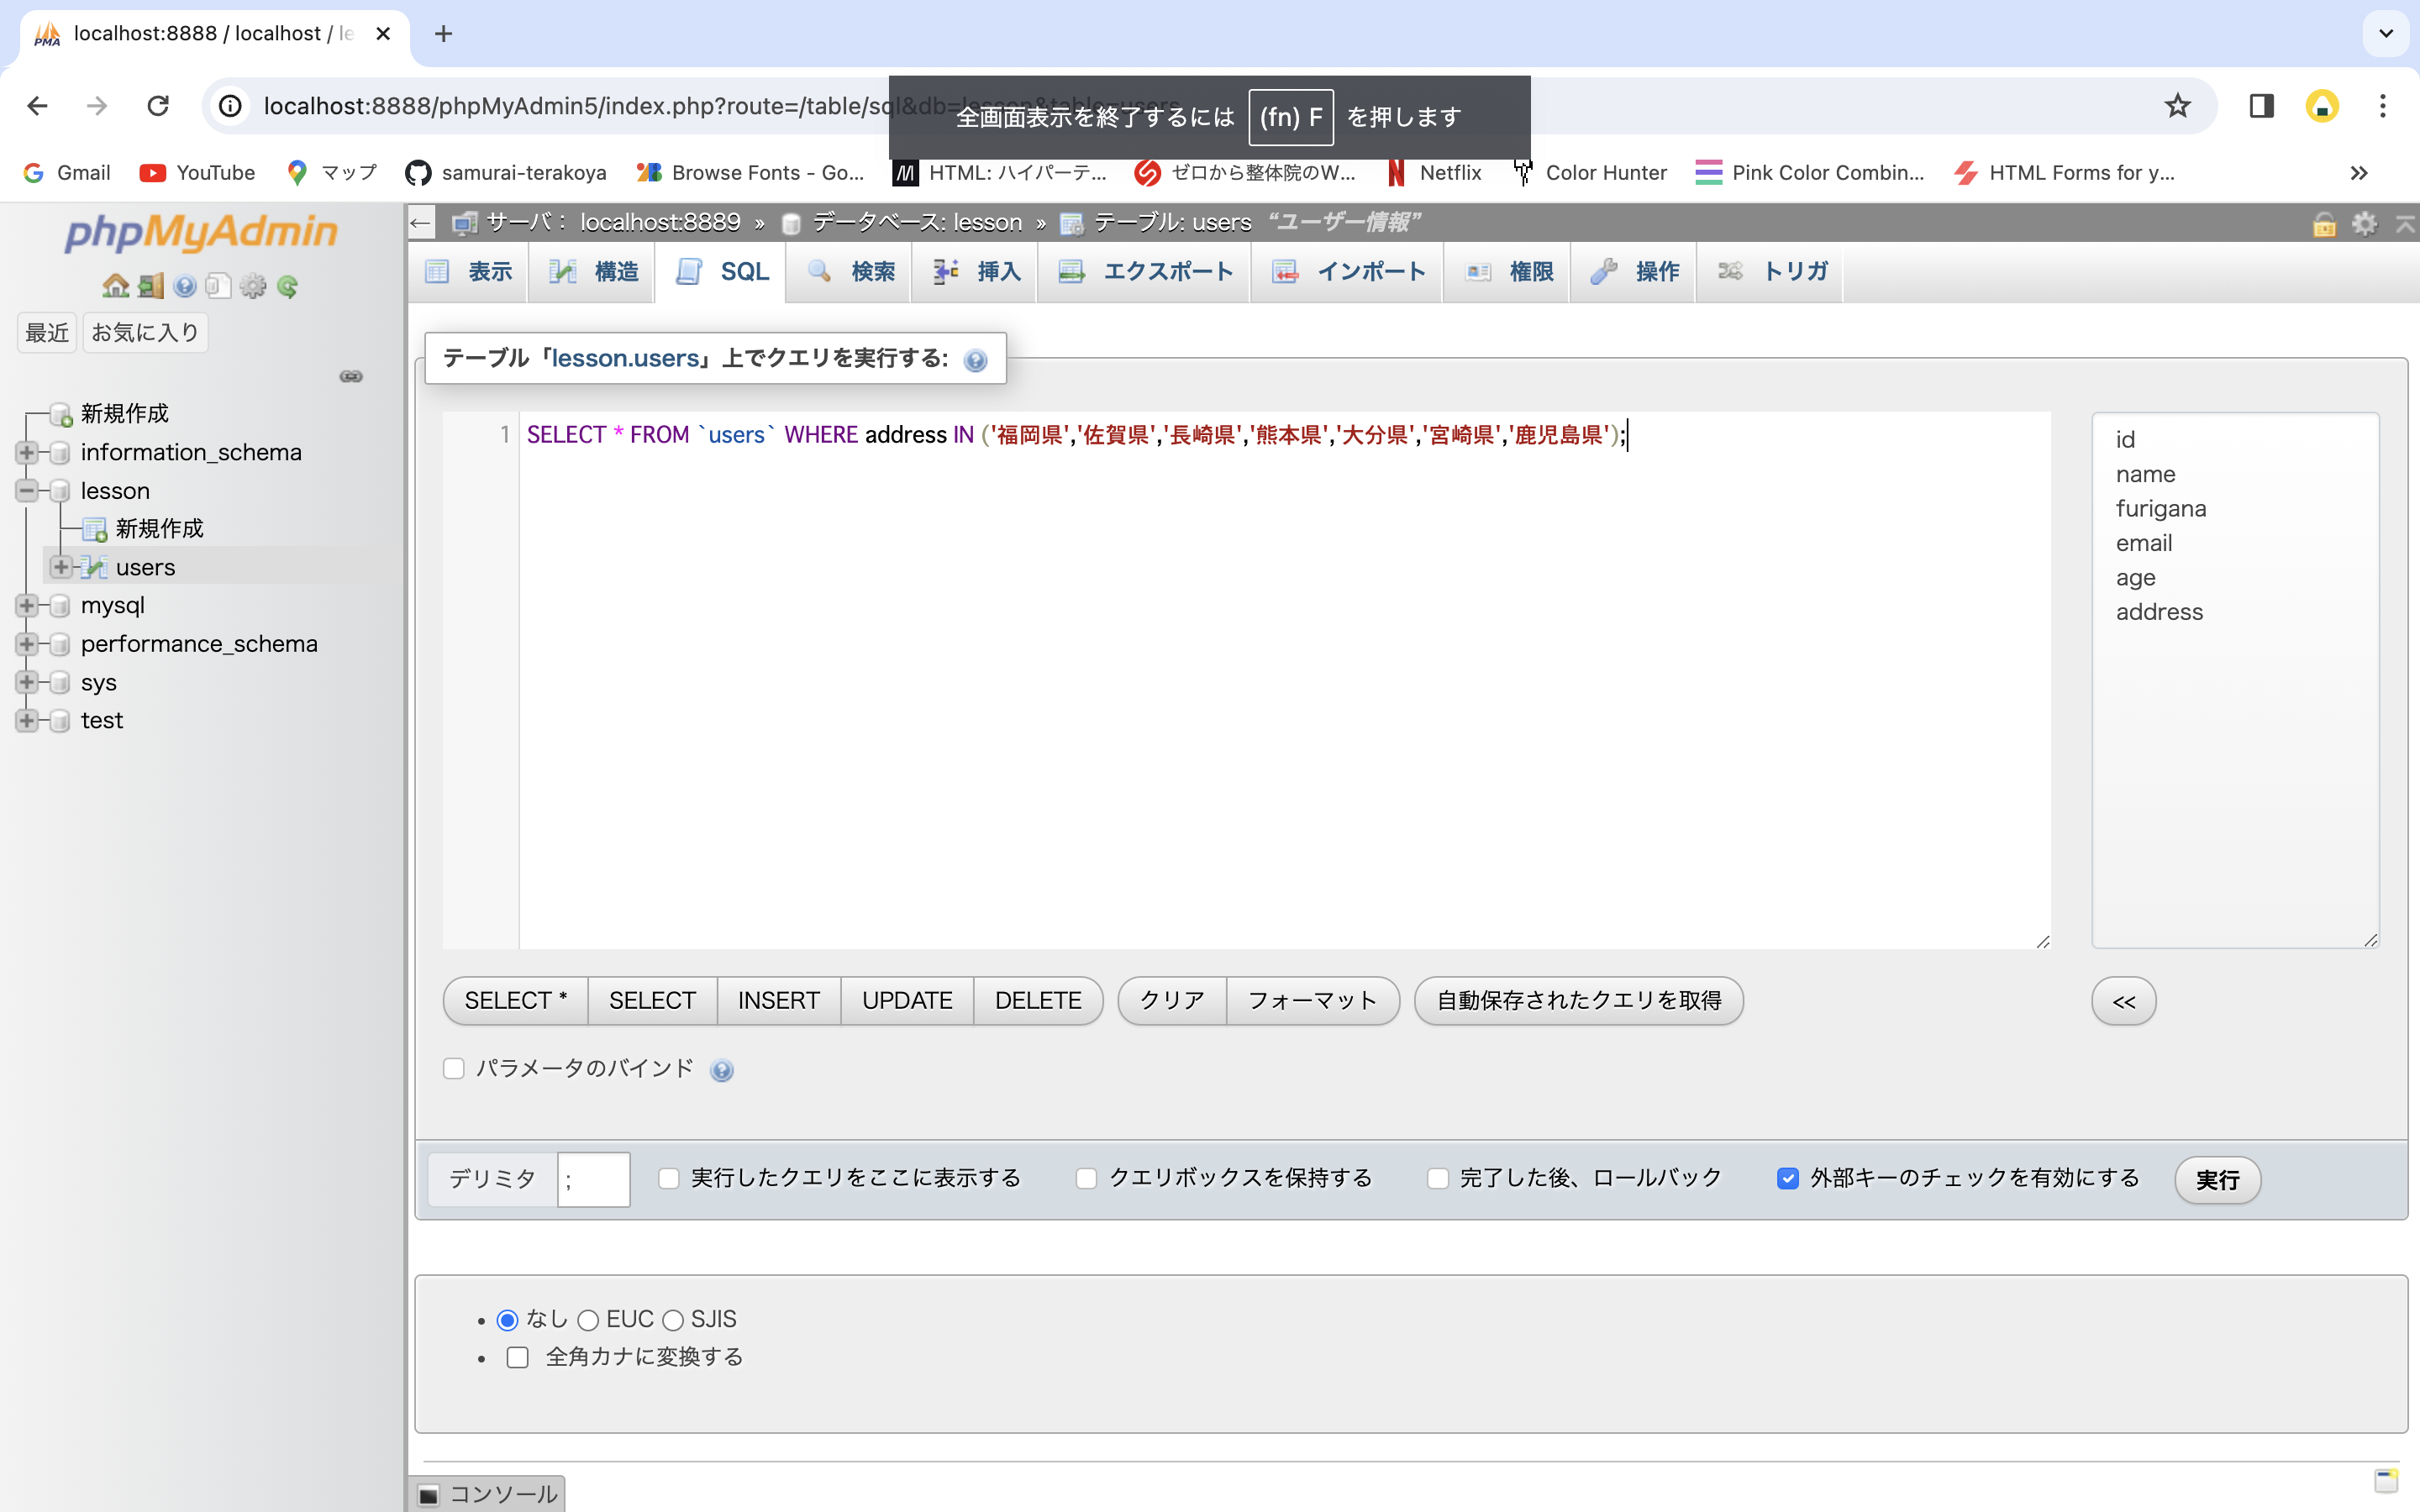 localhost:8888 / localhost / le
localhost:8888/phpMyAdmin5/index.php?route=/table/sql&db=lesson&table=users
全画面表示を終了するには (fn) F を押します
Gmail YouTube マップ samurai-terakoya Browse Fonts - Go... HTML: ハイパーテ... ゼロから整体院のW... Netflix Color Hunter Pink Color Combin... HTML Forms for y...
phpMyAdmin
最近 お気に入り
新規作成
information_schema
lesson
新規作成
users
mysql
performance_schema
sys
test
サーバ： localhost:8889 » データベース: lesson » テーブル: users “ユーザー情報”
表示 構造 SQL 検索 挿入 エクスポート インポート 権限 操作 トリガ
テーブル「lesson.users」上でクエリを実行する:
1 SELECT * FROM `users` WHERE address IN ('福岡県','佐賀県','長崎県','熊本県','大分県','宮崎県','鹿児島県');
id
name
furigana
email
age
address
SELECT * SELECT INSERT UPDATE DELETE クリア フォーマット 自動保存されたクエリを取得 <<
パラメータのバインド
デリミタ ; 実行したクエリをここに表示する クエリボックスを保持する 完了した後、ロールバック 外部キーのチェックを有効にする 実行
なし EUC SJIS
全角カナに変換する
コンソール